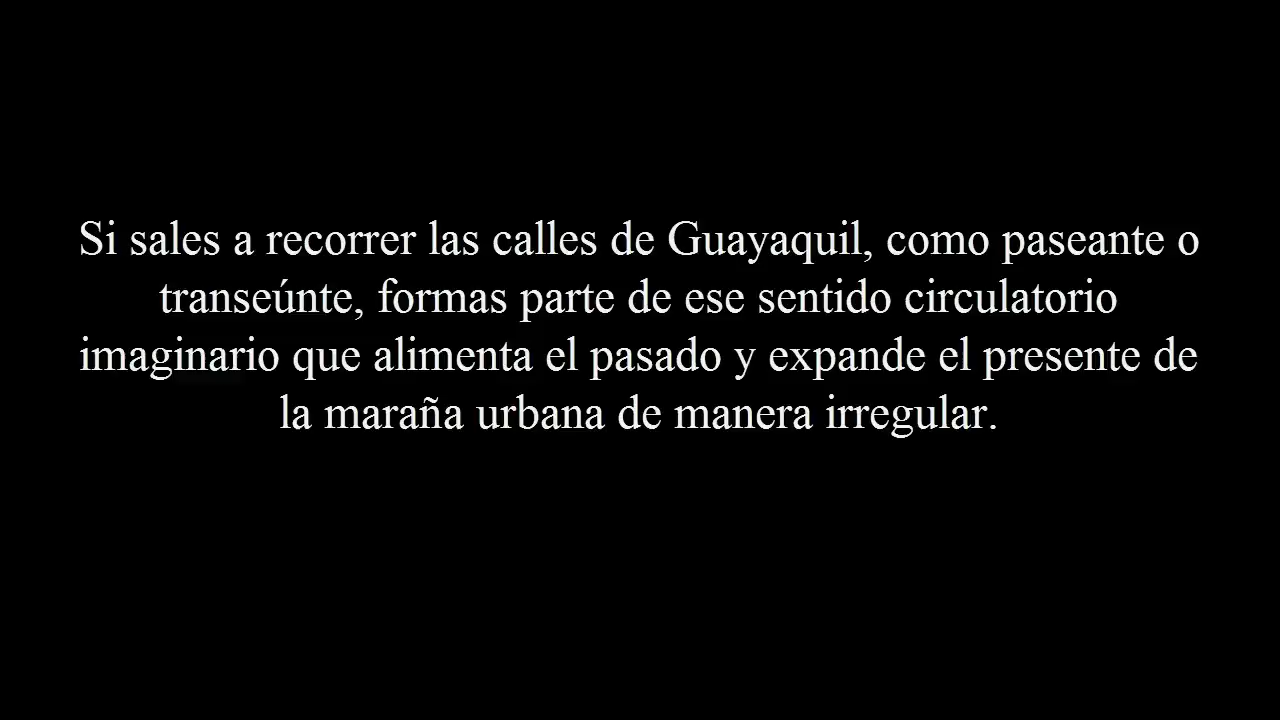 Si sales a recorrer las calles de Guayaquil, como paseante o
transeúnte, formas parte de ese sentido circulatorio
imaginario que alimenta el pasado y expande el presente de
la maraña urbana de manera irregular.